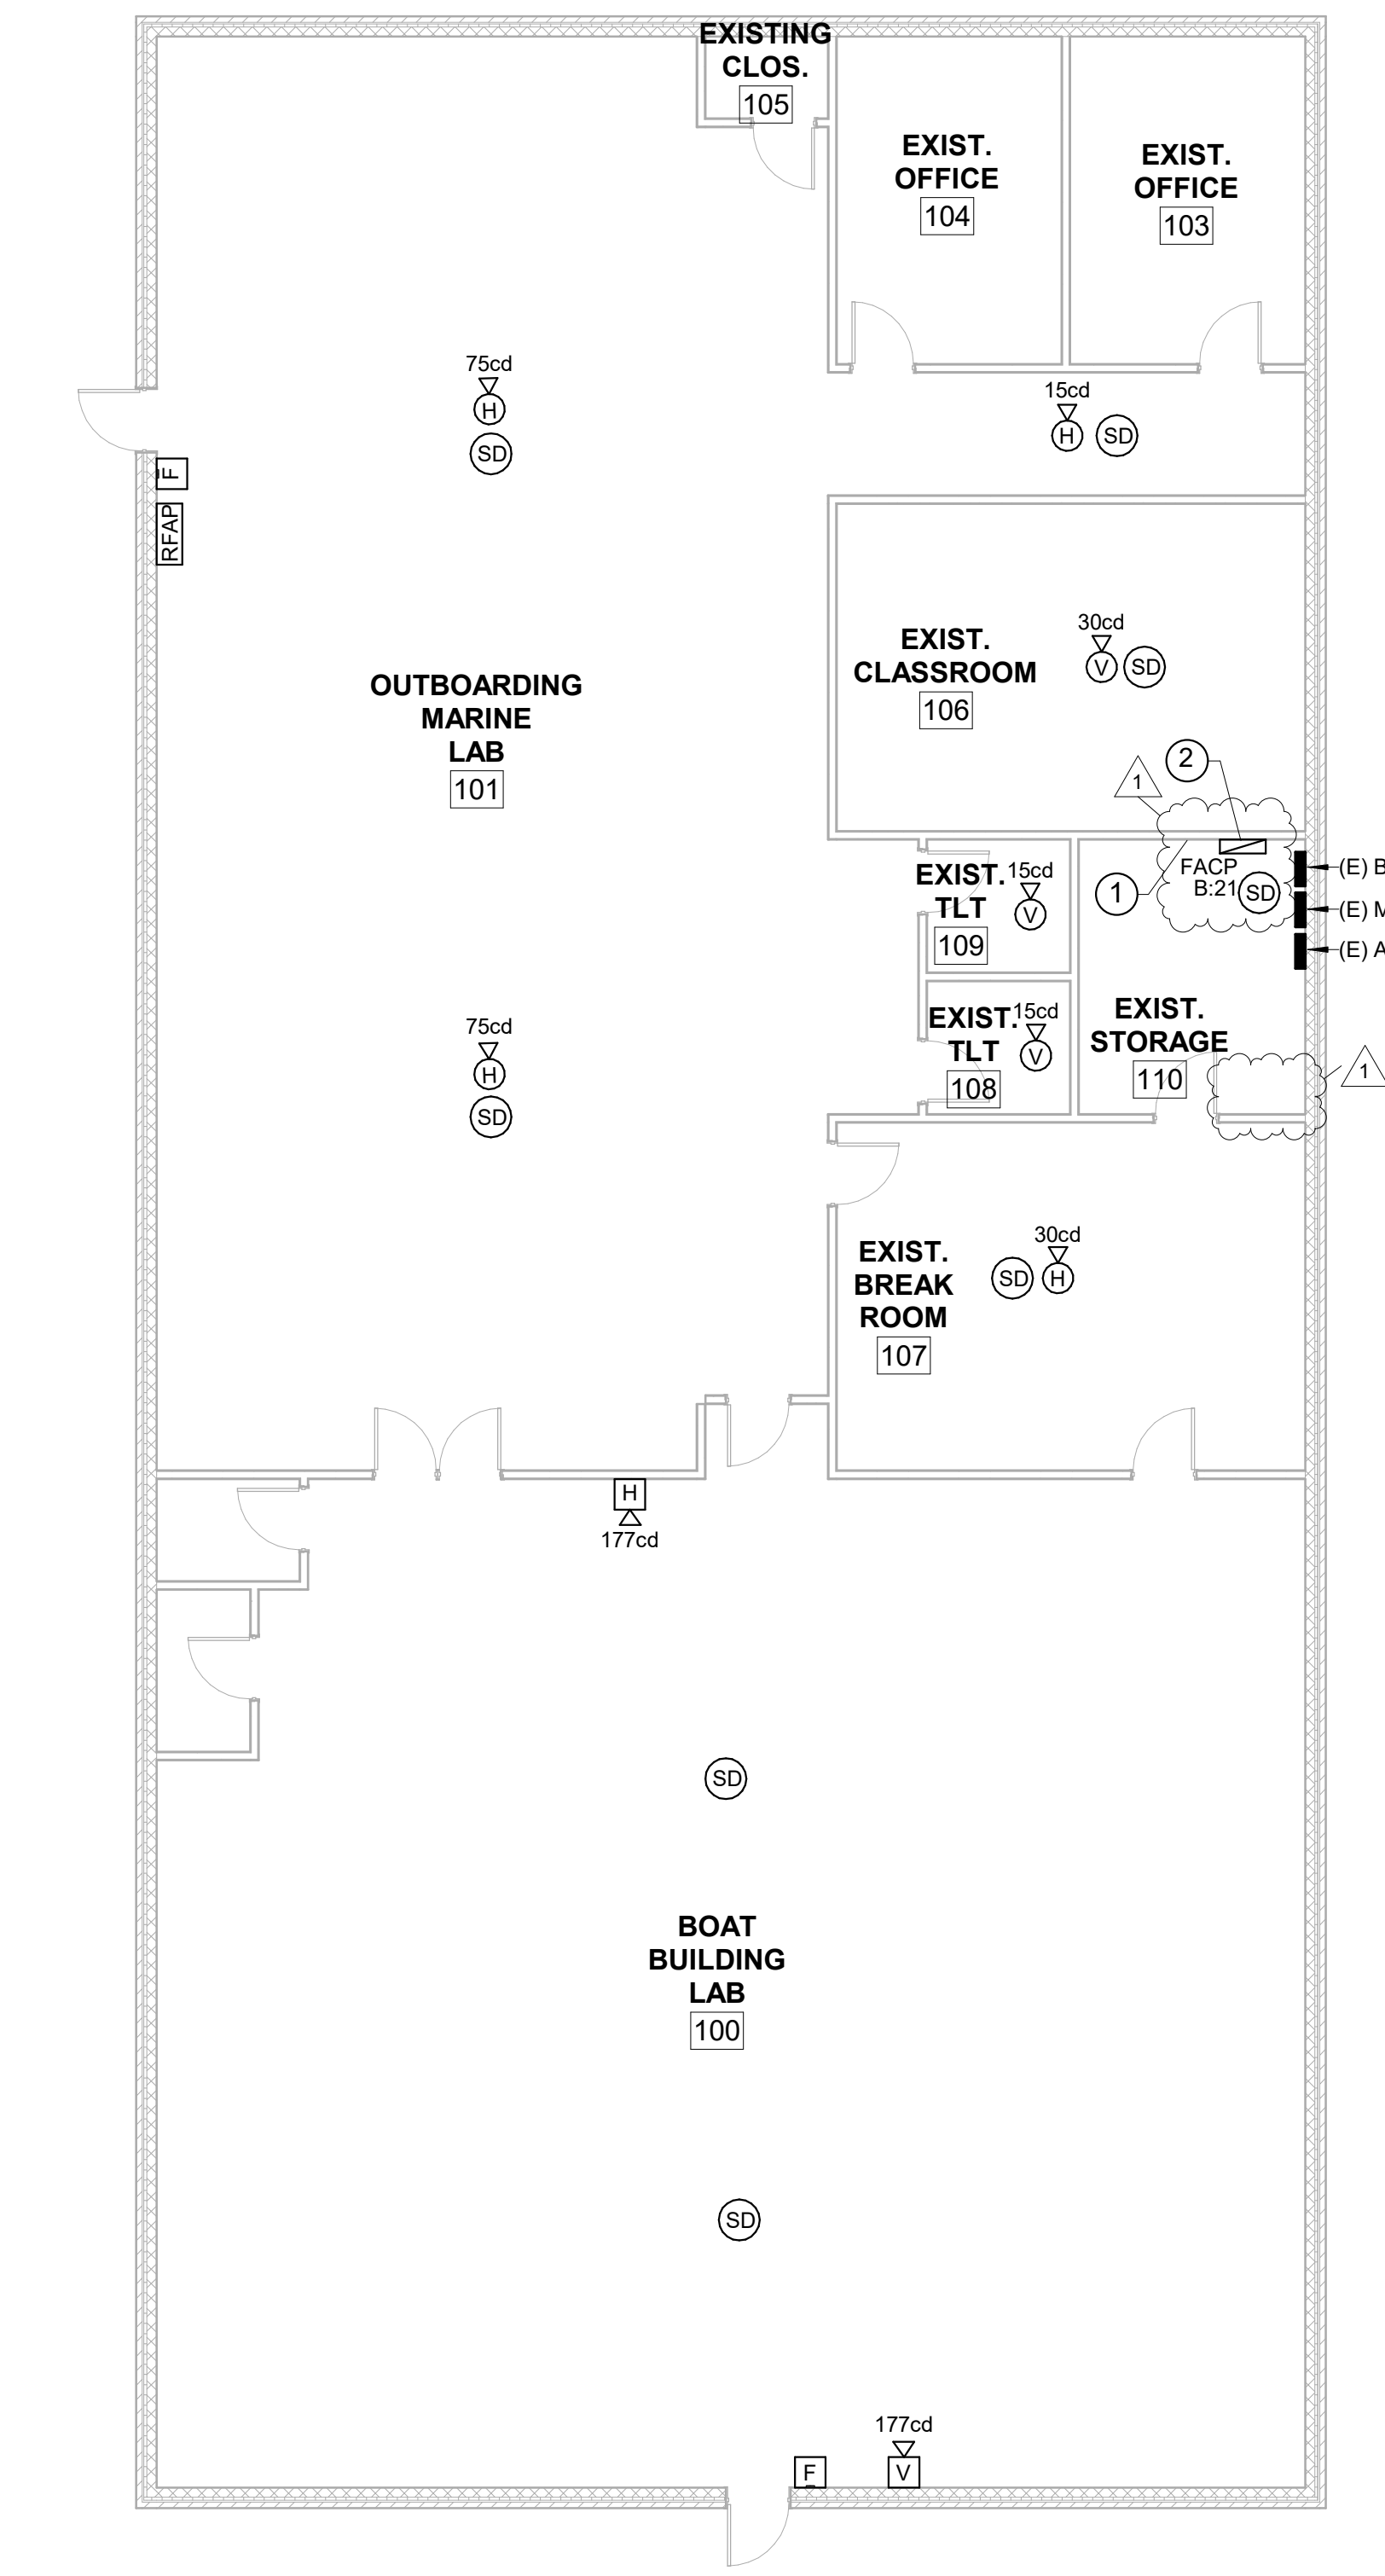 EXISTING
CLOS.
105
EXIST.
OFFICE
104
EXIST.
OFFICE
103
75cd
H
SD
15cd
H SD
F
RFAP
OUTBOARDING
MARINE
LAB
101
EXIST.
CLASSROOM
106
30cd
V SD
2
1
1
FACP
B:21
SD
(E) B
(E) M
(E) A
EXIST.
TLT
109
15cd
V
EXIST.
TLT
108
15cd
V
EXIST.
STORAGE
110
1
75cd
H
SD
EXIST.
BREAK
ROOM
107
30cd
SD H
H
177cd
SD
BOAT
BUILDING
LAB
100
SD
177cd
F V